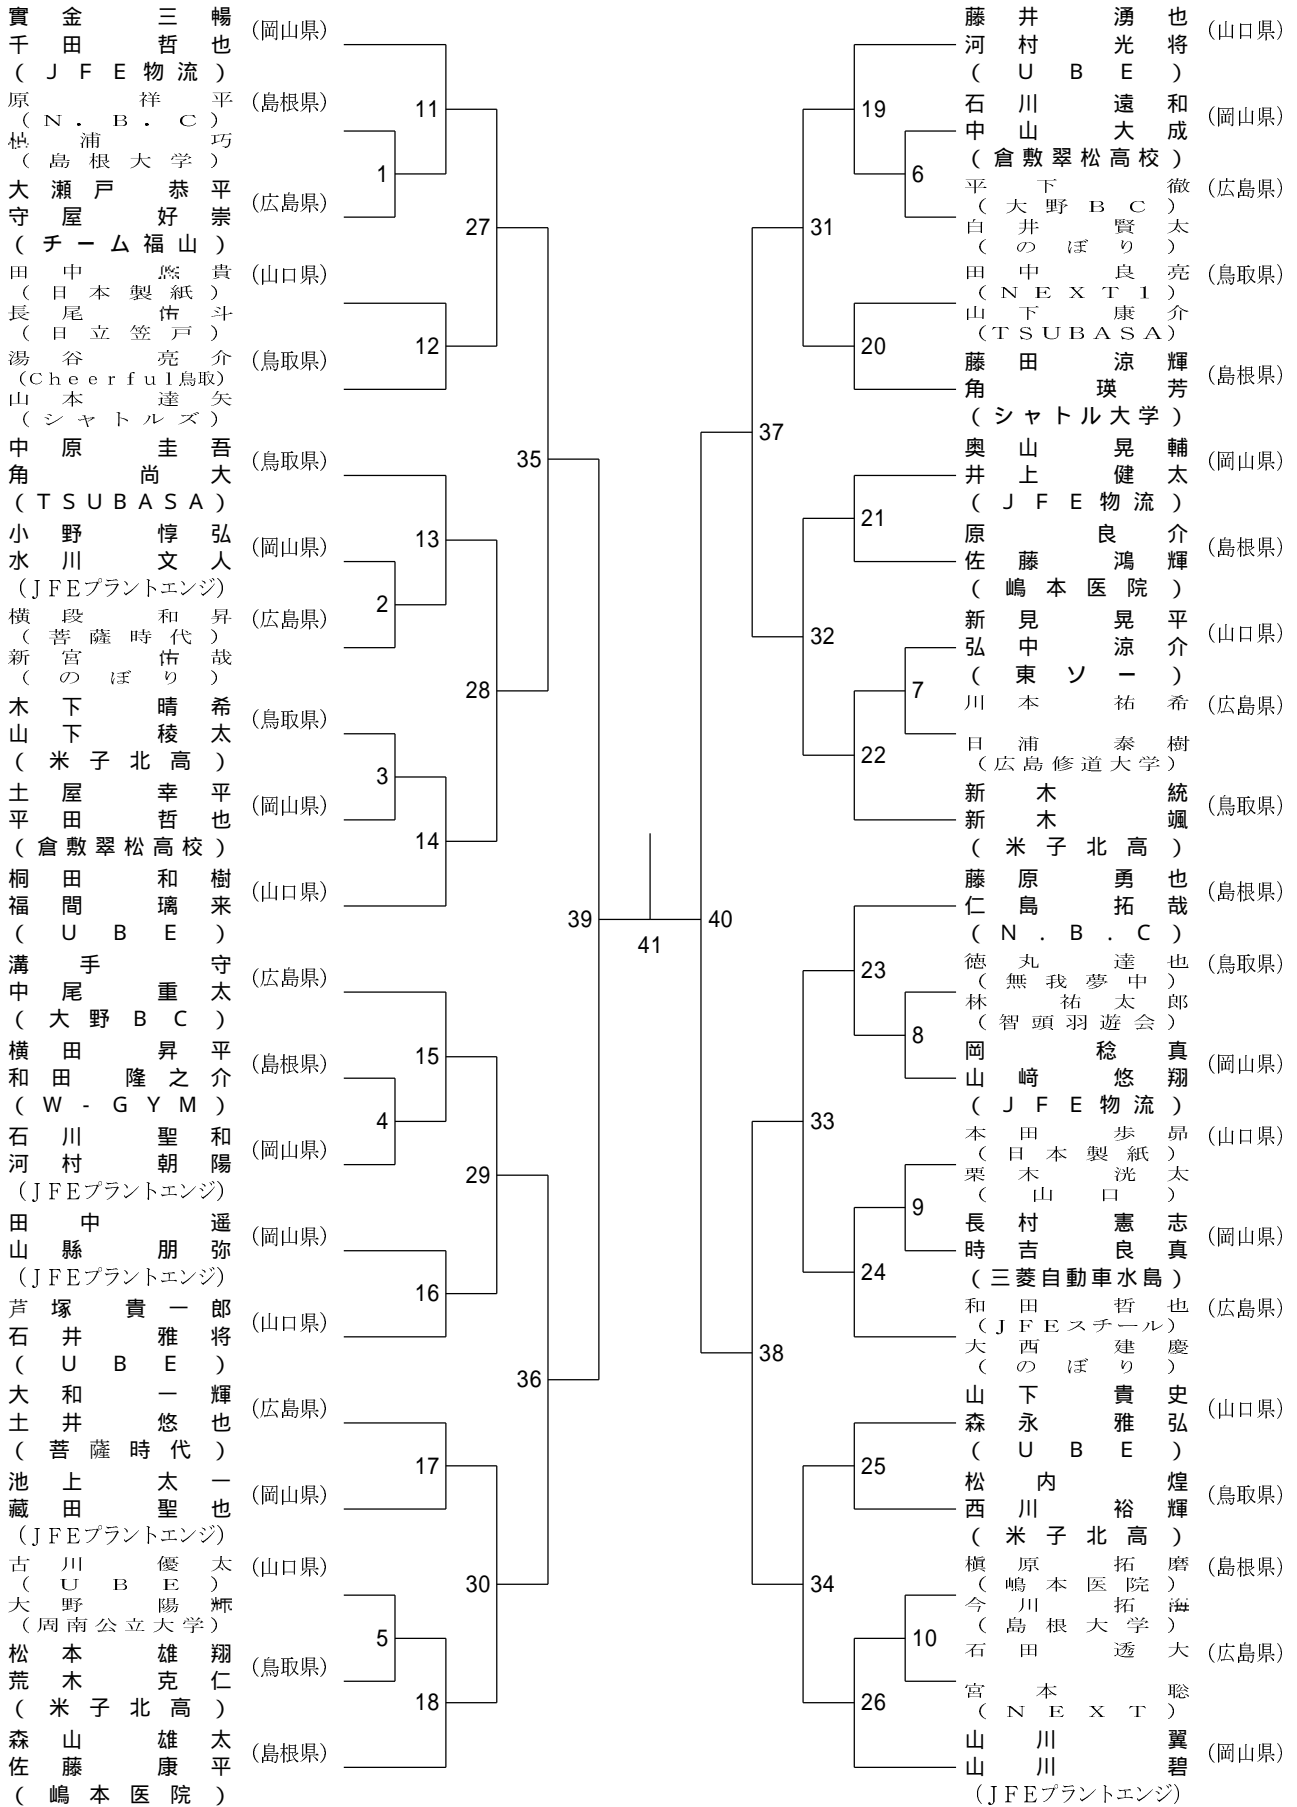 實金三暢
千田哲也
(岡山県)
(JFE物流)
原祥平
(島根県)
(N.B.C)
槙浦巧
(島根大学)
大瀬戸恭平
守屋好崇
(広島県)
(チーム福山)
田中悠貴
(山口県)
(日本製紙)
長尾侑斗
(日立笠戸)
湯谷亮介
(鳥取県)
(Cheerful鳥取)
山本達矢
(シャトルズ)
中原圭吾
角尚大
(鳥取県)
(TSUBASA)
小野惇弘
水川文人
(岡山県)
(JFEプラントエンジ)
横段和昇
(広島県)
(菩薩時代)
新宮侑哉
(のぼり)
木下晴希
山下稜太
(鳥取県)
(米子北高)
土屋幸平
平田哲也
(岡山県)
(倉敷翠松高校)
桐田和樹
福間璃来
(山口県)
(UBE)
溝手守
中尾重太
(広島県)
(大野BC)
横田昇平
和田隆之介
(島根県)
(W-GYM)
石川聖和
河村朝陽
(岡山県)
(JFEプラントエンジ)
田中遥
山縣朋弥
(岡山県)
(JFEプラントエンジ)
芦塚貴一郎
石井雅将
(山口県)
(UBE)
大和一輝
土井悠也
(広島県)
(菩薩時代)
池上太一
藏田聖也
(岡山県)
(JFEプラントエンジ)
古川優太
(山口県)
(UBE)
大野陽輝
(周南公立大学)
松本雄翔
荒木克仁
(鳥取県)
(米子北高)
森山雄太
佐藤康平
(島根県)
(嶋本医院)
1
2
3
4
5
11
12
13
14
15
16
17
18
27
28
29
30
35
36
39
41
40
37
38
31
32
33
34
19
20
21
22
23
24
25
26
6
7
8
9
10
藤井湧也
河村光将
(山口県)
(UBE)
石川遠和
中山大成
(岡山県)
(倉敷翠松高校)
平下徹
(広島県)
(大野BC)
白井賢太
(のぼり)
田中良亮
(鳥取県)
(NEXT1)
山下康介
(TSUBASA)
藤田涼輝
角瑛芳
(島根県)
(シャトル大学)
奥山晃輔
井上健太
(岡山県)
(JFE物流)
原良介
佐藤鴻輝
(島根県)
(嶋本医院)
新見晃平
弘中涼介
(山口県)
(東ソー)
川本祐希
(広島県)
日浦泰樹
(広島修道大学)
新木統
新木颯
(鳥取県)
(米子北高)
藤原勇也
仁島拓哉
(島根県)
(N.B.C)
徳丸達也
(鳥取県)
(無我夢中)
林祐太郎
(智頭羽遊会)
岡稔真
山﨑悠翔
(岡山県)
(JFE物流)
本田歩昴
(山口県)
(日本製紙)
栗木洸太
(山口)
長村憲志
時吉良真
(岡山県)
(三菱自動車水島)
和田哲也
(広島県)
(JFEスチール)
大西建慶
(のぼり)
山下貴史
森永雅弘
(山口県)
(UBE)
松内煌
西川裕輝
(鳥取県)
(米子北高)
槇原拓磨
(島根県)
(嶋本医院)
今川拓海
(島根大学)
石田透大
(広島県)
宮本聡
(NEXT)
山川翼
山川碧
(岡山県)
(JFEプラントエンジ)